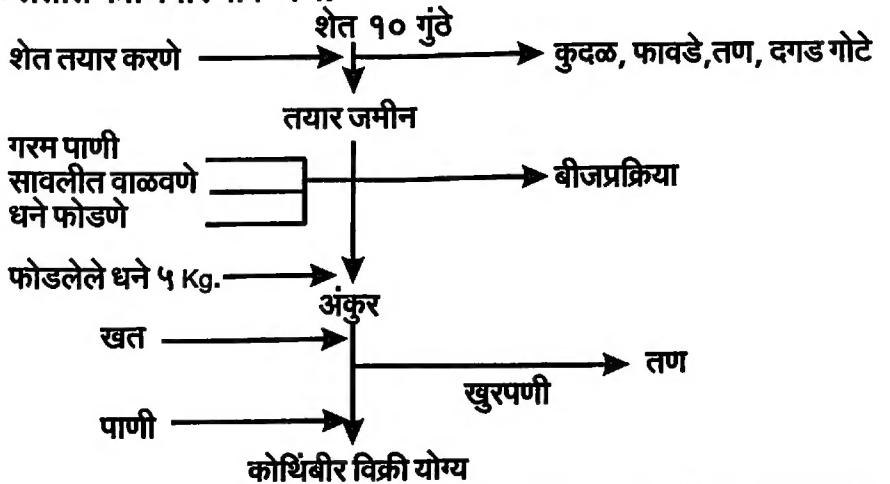 शेत १० गुंठे
शेत तयार करणे
कुदळ, फावडे,तण, दगड गोटे
तयार जमीन
गरम पाणी
सावलीत वाळवणे
धने फोडणे
बीजप्रक्रिया
फोडलेले धने ५ Kg.
अंकुर
खत
तण
खुरपणी
पाणी
कोथिंबीर विक्री योग्य